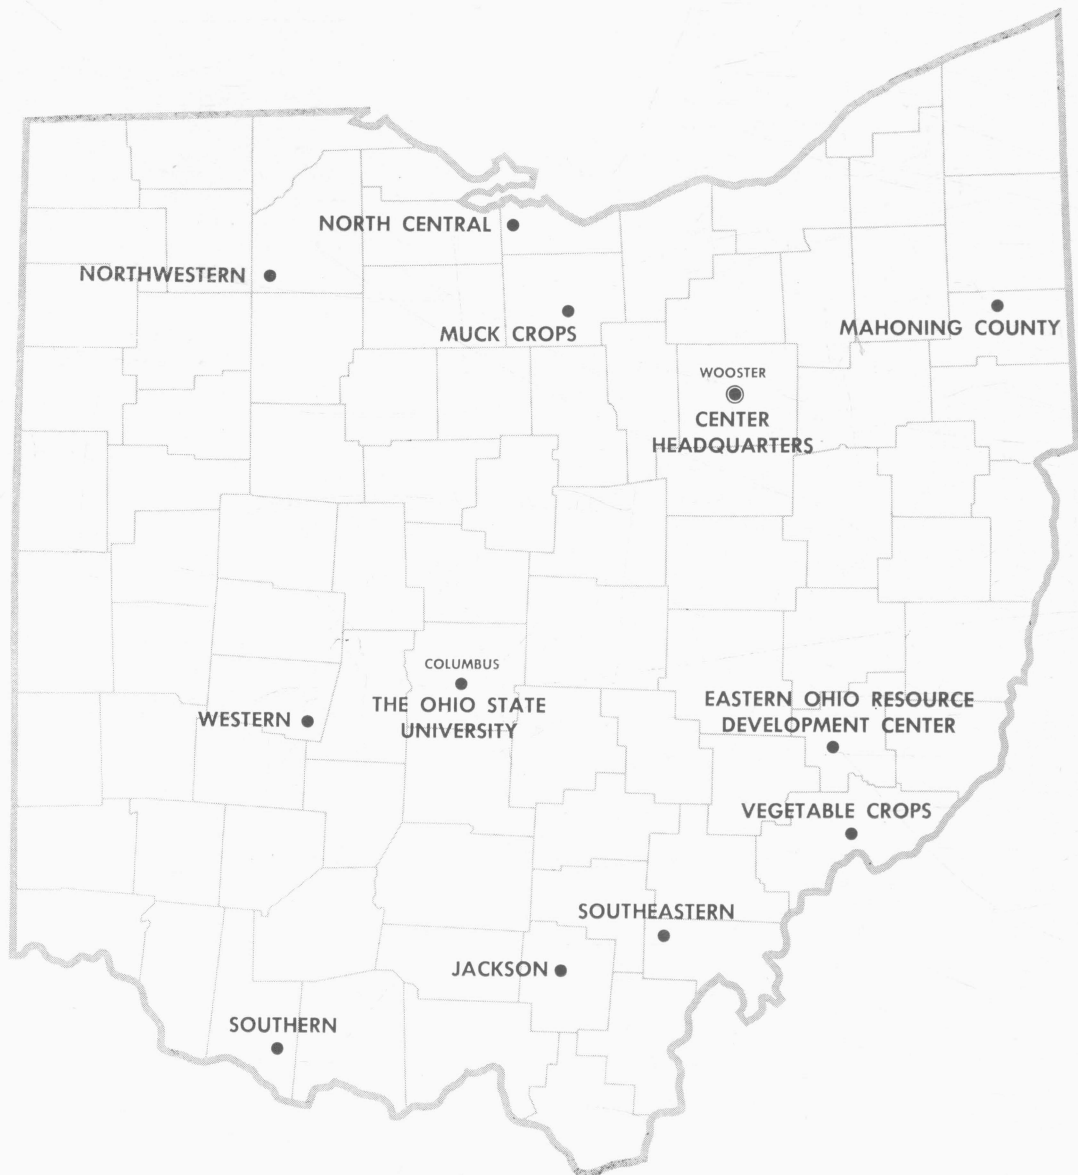 NORTH CENTRAL
NORTHWESTERN
MUCK CROPS
MAHONING COUNTY
WOOSTER
CENTER
HEADQUARTERS
COLUMBUS
THE OHIO STATE
UNIVERSITY
WESTERN
EASTERN OHIO RESOURCE
DEVELOPMENT CENTER
VEGETABLE CROPS
SOUTHEASTERN
JACKSON
SOUTHERN